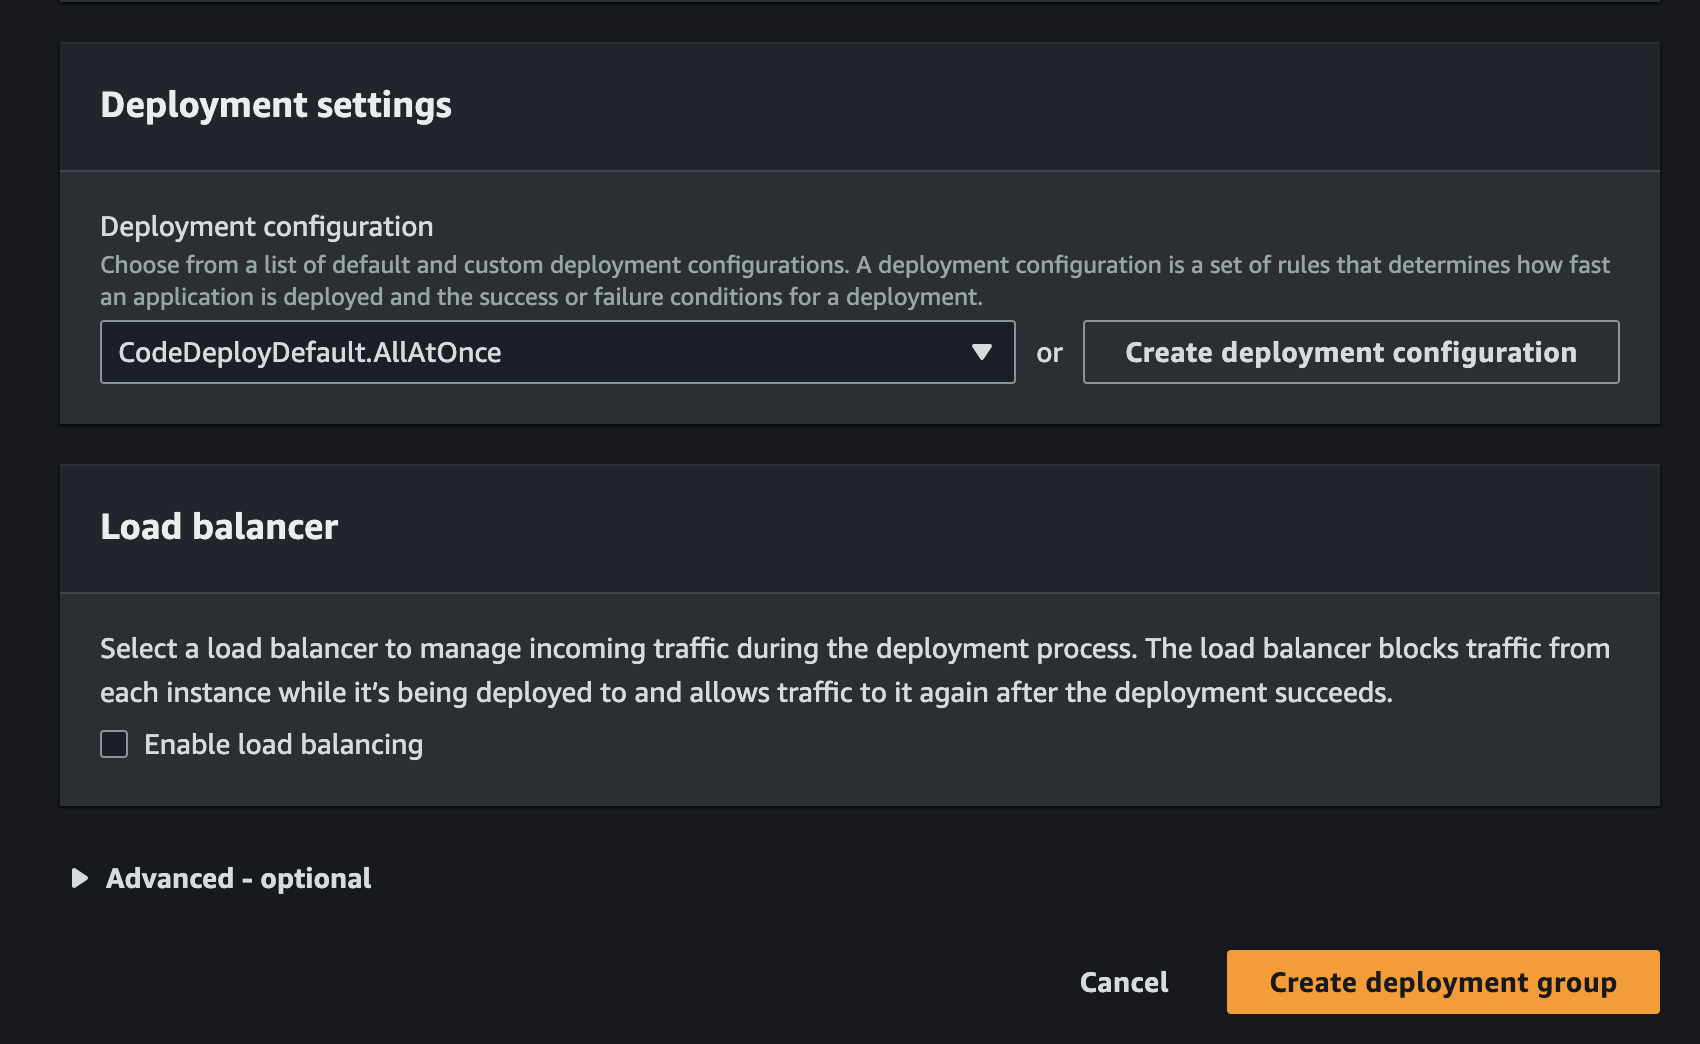 Deployment settings
Deployment configuration
Choose from a list of default and custom deployment configurations. A deployment configuration is a set of rules that determines how fast
an application is deployed and the success or failure conditions for a deployment.
CodeDeployDefault.AllAtOnce
or
Create deployment configuration
Load balancer
Select a load balancer to manage incoming traffic during the deployment process. The load balancer blocks traffic from
each instance while it’s being deployed to and allows traffic to it again after the deployment succeeds.
Enable load balancing
Advanced - optional
Cancel
Create deployment group